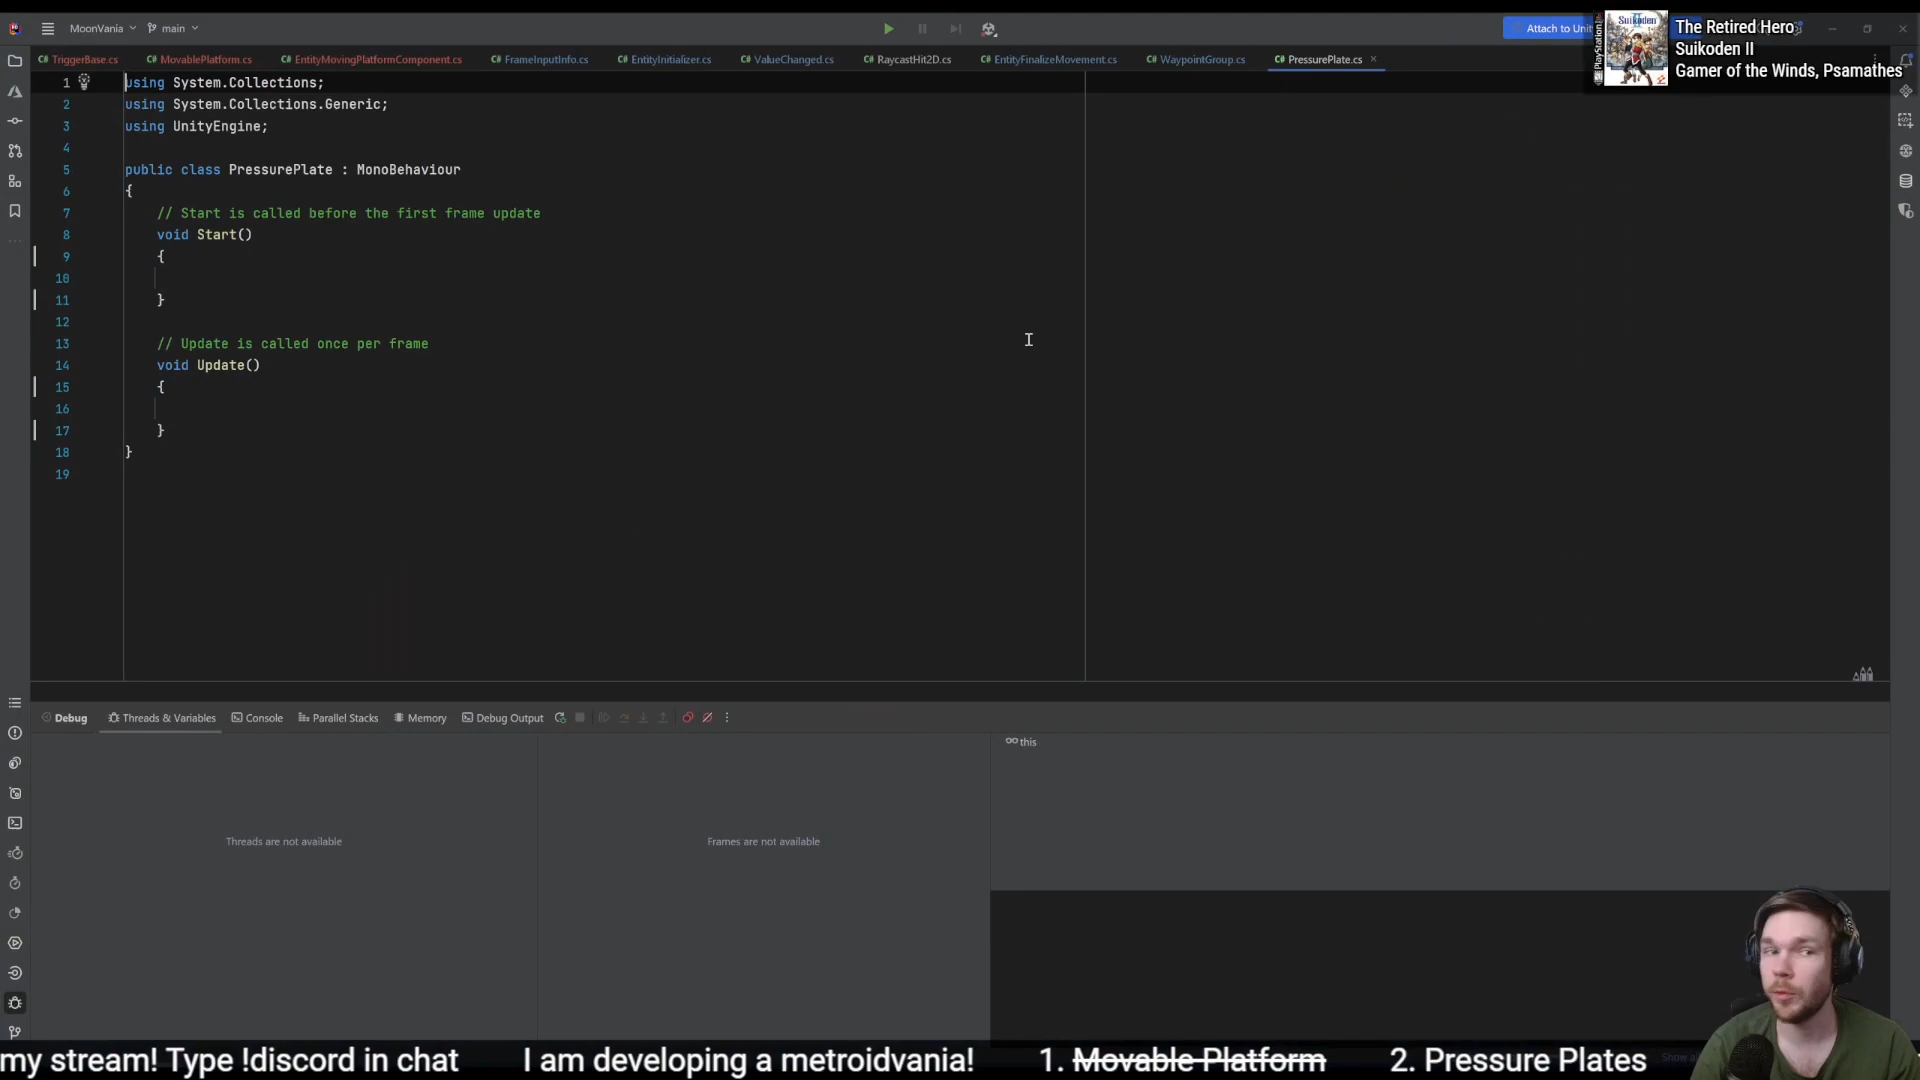 MoonVania
main
Attach to Unit
Suikoden II
PlayStation
The Retired Hero
Suikoden II
Gamer of the Winds, Psamathes
TriggerBase.cs
MovablePlatform.cs
EntityMovingPlatformComponent.cs
FrameInputInfo.cs
EntityInitializer.cs
ValueChanged.cs
RaycastHit2D.cs
EntityFinalizeMovement.cs
WaypointGroup.cs
PressurePlate.cs
1 using System.Collections;
2 using System.Collections.Generic;
3 using UnityEngine;
4
5 public class PressurePlate : MonoBehaviour
6 {
7 // Start is called before the first frame update
8 void Start()
9 {
10
11 }
12
13 // Update is called once per frame
14 void Update()
15 {
16
17 }
18 }
19
Debug
Threads & Variables
Console
Parallel Stacks
Memory
Debug Output
this
Threads are not available
Frames are not available
my stream! Type !discord in chat I am developing a metroidvania! 1. Movable Platform 2. Pressure Plates